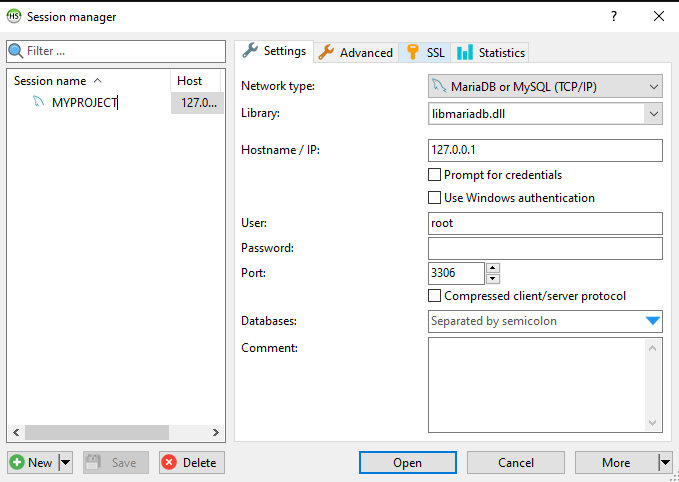 HS Session manager
Filter ...
Session name Host
MYPROJECT 127.0...
Settings Advanced SSL Statistics
Network type: MariaDB or MySQL (TCP/IP)
Library: libmariadb.dll
Hostname / IP: 127.0.0.1
Prompt for credentials
Use Windows authentication
User: root
Password:
Port: 3306
Compressed client/server protocol
Databases: Separated by semicolon
Comment:
New Save Delete Open Cancel More